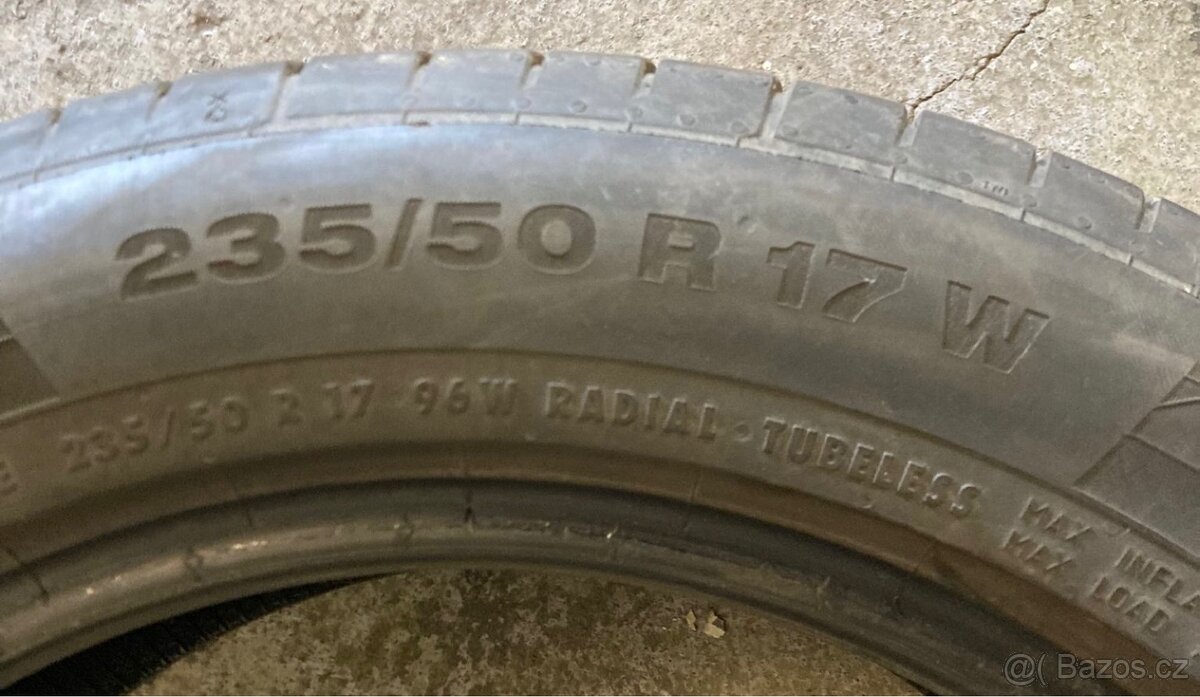 235/50 R 17 W
235/50 R 17 96W RADIAL · TUBELESS
MAX INFLA
MAX LOAD
@( Bazos.cz